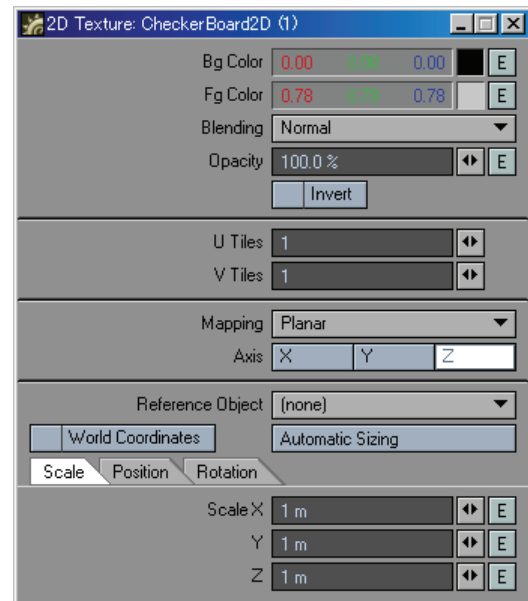 2D Texture: CheckerBoard2D (1)
Bg Color 0.00 0.00 0.00 E
Fg Color 0.78 0.78 0.78 E
Blending Normal
Opacity 100.0 % E
Invert
U Tiles 1
V Tiles 1
Mapping Planar
Axis X Y Z
Reference Object (none)
World Coordinates Automatic Sizing
Scale Position Rotation
Scale X 1 m E
Y 1 m E
Z 1 m E